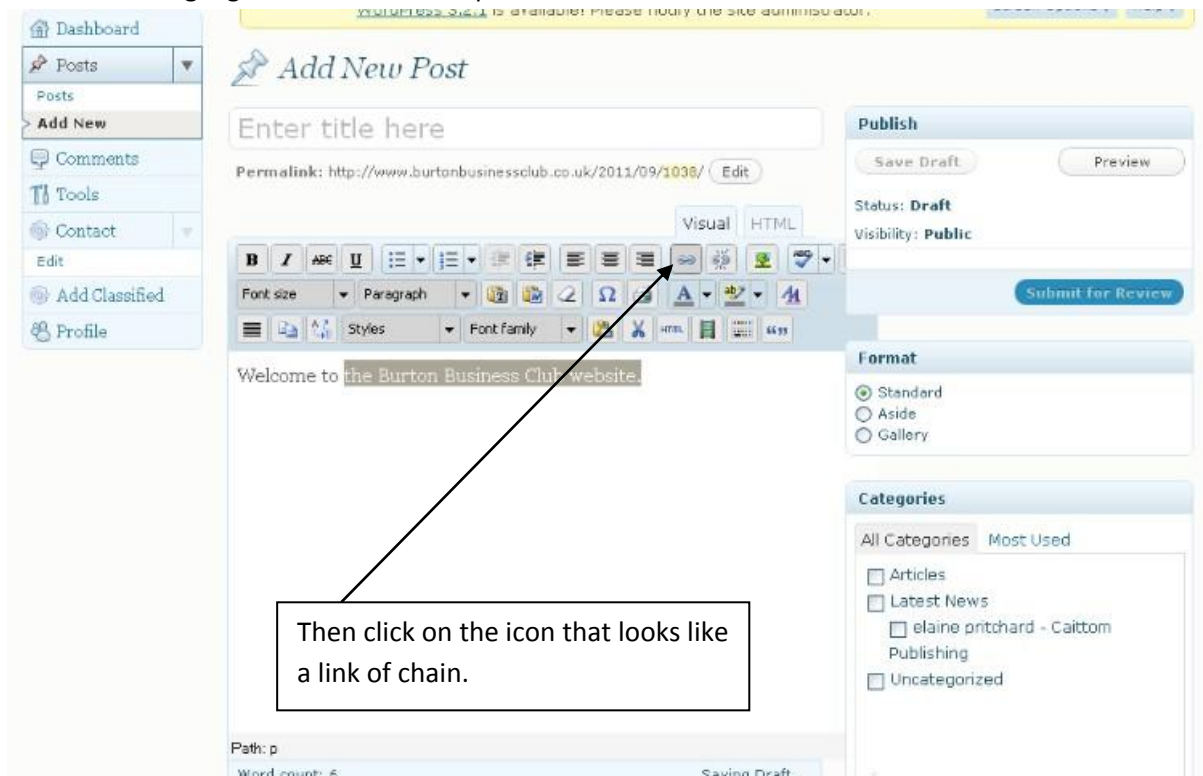 WordPress 3.2.1 is available! Please notify the site administrator.
Dashboard
Posts
Posts
Add New
Comments
Tools
Contact
Edit
Add Classified
Profile
Add New Post
Enter title here
Permalink: http://www.burtonbusinessclub.co.uk/2011/09/1038/ Edit
Visual HTML
B I ABC U ABC
Font size Paragraph T W Ω A ab A
Styles Font family HTML
Welcome to the Burton Business Club website.
Then click on the icon that looks like
a link of chain.
Path: p
Word count: 6 Saving Draft
Publish
Save Draft Preview
Status: Draft
Visibility: Public
Submit for Review
Format
Standard
Aside
Gallery
Categories
All Categories Most Used
Articles
Latest News
elaine pritchard - Caittom
Publishing
Uncategorized